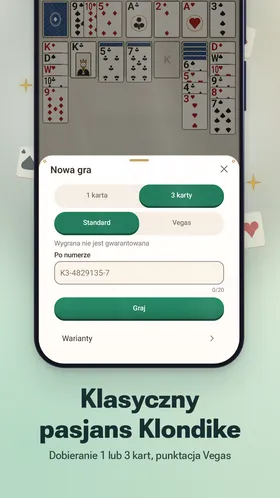 Nowa gra
1 karta
3 karty
Standard
Vegas
Wygrana nie jest gwarantowana
Po numerze
K3-4829135-7
0/20
Graj
Warianty
Klasyczny
pasjans Klondike
Dobieranie 1 lub 3 kart, punktacja Vegas